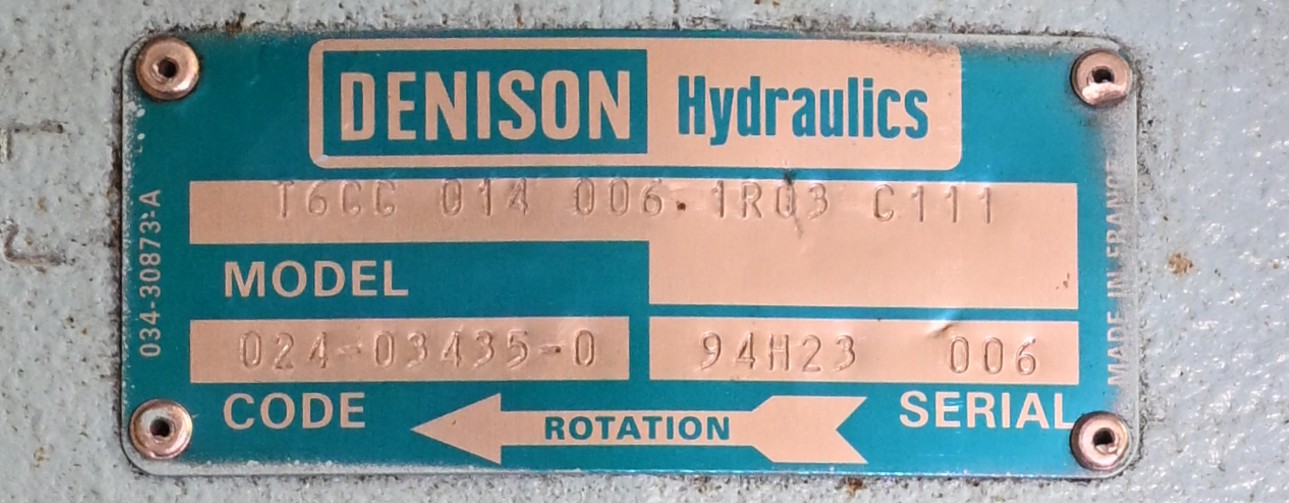 DENISON Hydraulics
T6CC 014 006 • 1R03 C111
MODEL
024-03435-0
94H23 006
CODE
ROTATION
SERIAL
034-30873-A
MADE IN FRANCE